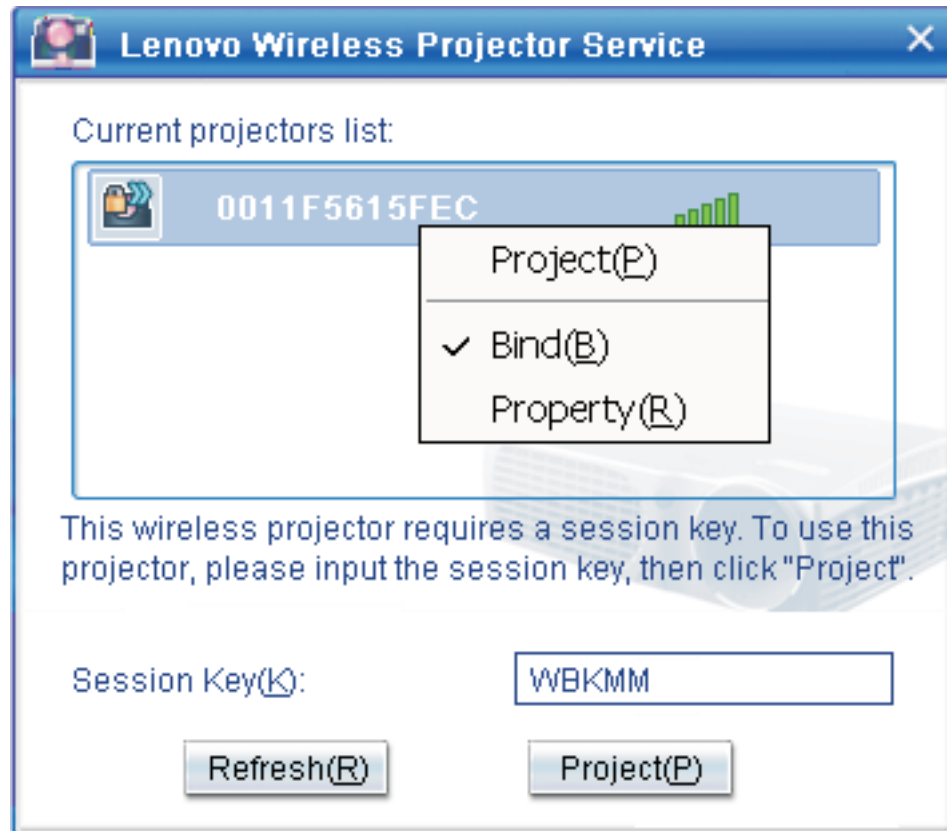 Lenovo Wireless Projector Service
Current projectors list:
0011F5615FEC
Project(P)
Bind(B)
Property(R)
This wireless projector requires a session key. To use this
projector, please input the session key, then click "Project".
Session Key(K):
WBKMM
Refresh(R)
Project(P)